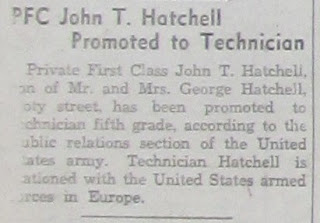 PFC John T. Hatchell
Promoted to Technician
Private First Class John T. Hatchell,
on of Mr. and Mrs. George Hatchell,
oty street, has been promoted to
chnician fifth grade, according to the
ublic relations section of the United
tates army. Technician Hatchell is
ationed with the United States armed
rces in Europe.